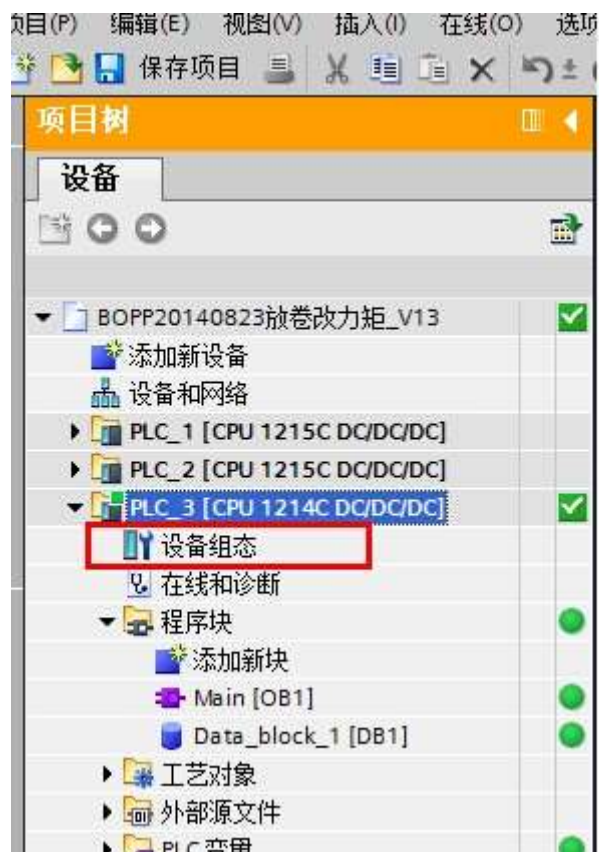 项目(P) 编辑(E) 视图(V) 插入(I) 在线(O) 选项
保存项目
项目树
设备
BOPP20140823放卷改力矩_V13
添加新设备
设备和网络
PLC_1 [CPU 1215C DC/DC/DC]
PLC_2 [CPU 1215C DC/DC/DC]
PLC_3 [CPU 1214C DC/DC/DC]
设备组态
在线和诊断
程序块
添加新块
Main [OB1]
Data_block_1 [DB1]
工艺对象
外部源文件
PLC 变量